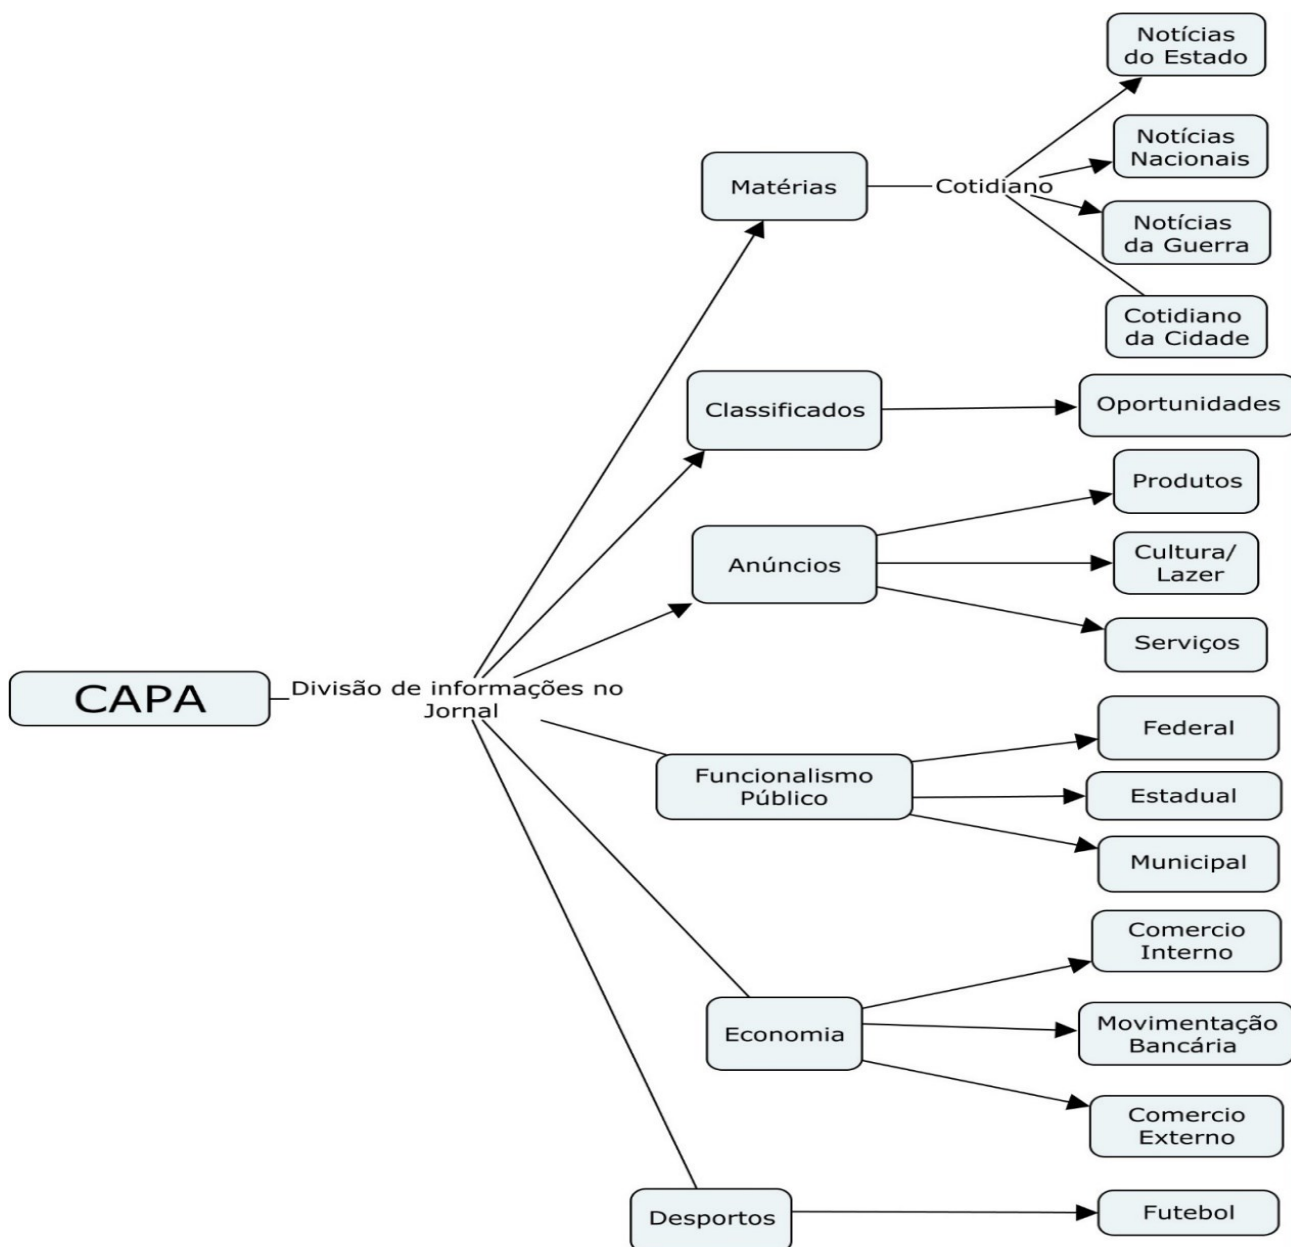 Notícias
do Estado
Notícias
Nacionais
Matérias
Cotidiano
Notícias
da Guerra
Cotidiano
da Cidade
Classificados
Oportunidades
Produtos
Anúncios
Cultura/
Lazer
Serviços
CAPA
Divisão de informações no
Jornal
Funcionalismo
Público
Federal
Estadual
Municipal
Comercio
Interno
Economia
Movimentação
Bancária
Comercio
Externo
Desportos
Futebol